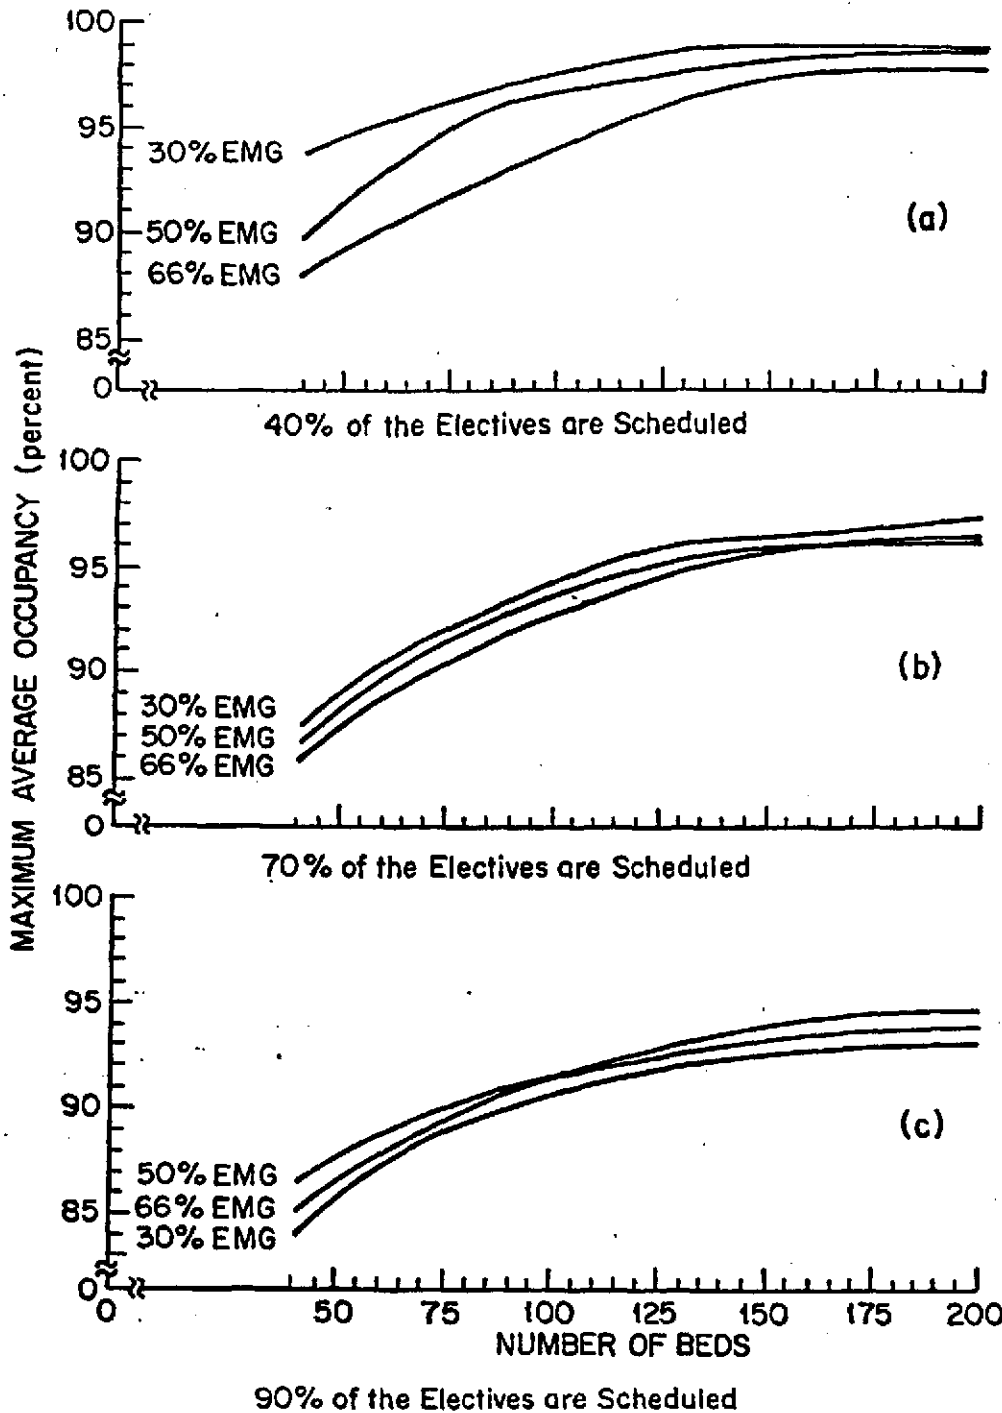 MAXIMUM AVERAGE OCCUPANCY (percent)
100
95
30% EMG
(a)
90
50% EMG
66% EMG
85
0
40% of the Electives are Scheduled
100
95
90
(b)
30% EMG
50% EMG
66% EMG
85
0
70% of the Electives are Scheduled
100
95
90
(c)
50% EMG
66% EMG
85
30% EMG
0
0 50 75 100 125 150 175 200
NUMBER OF BEDS
90% of the Electives are Scheduled